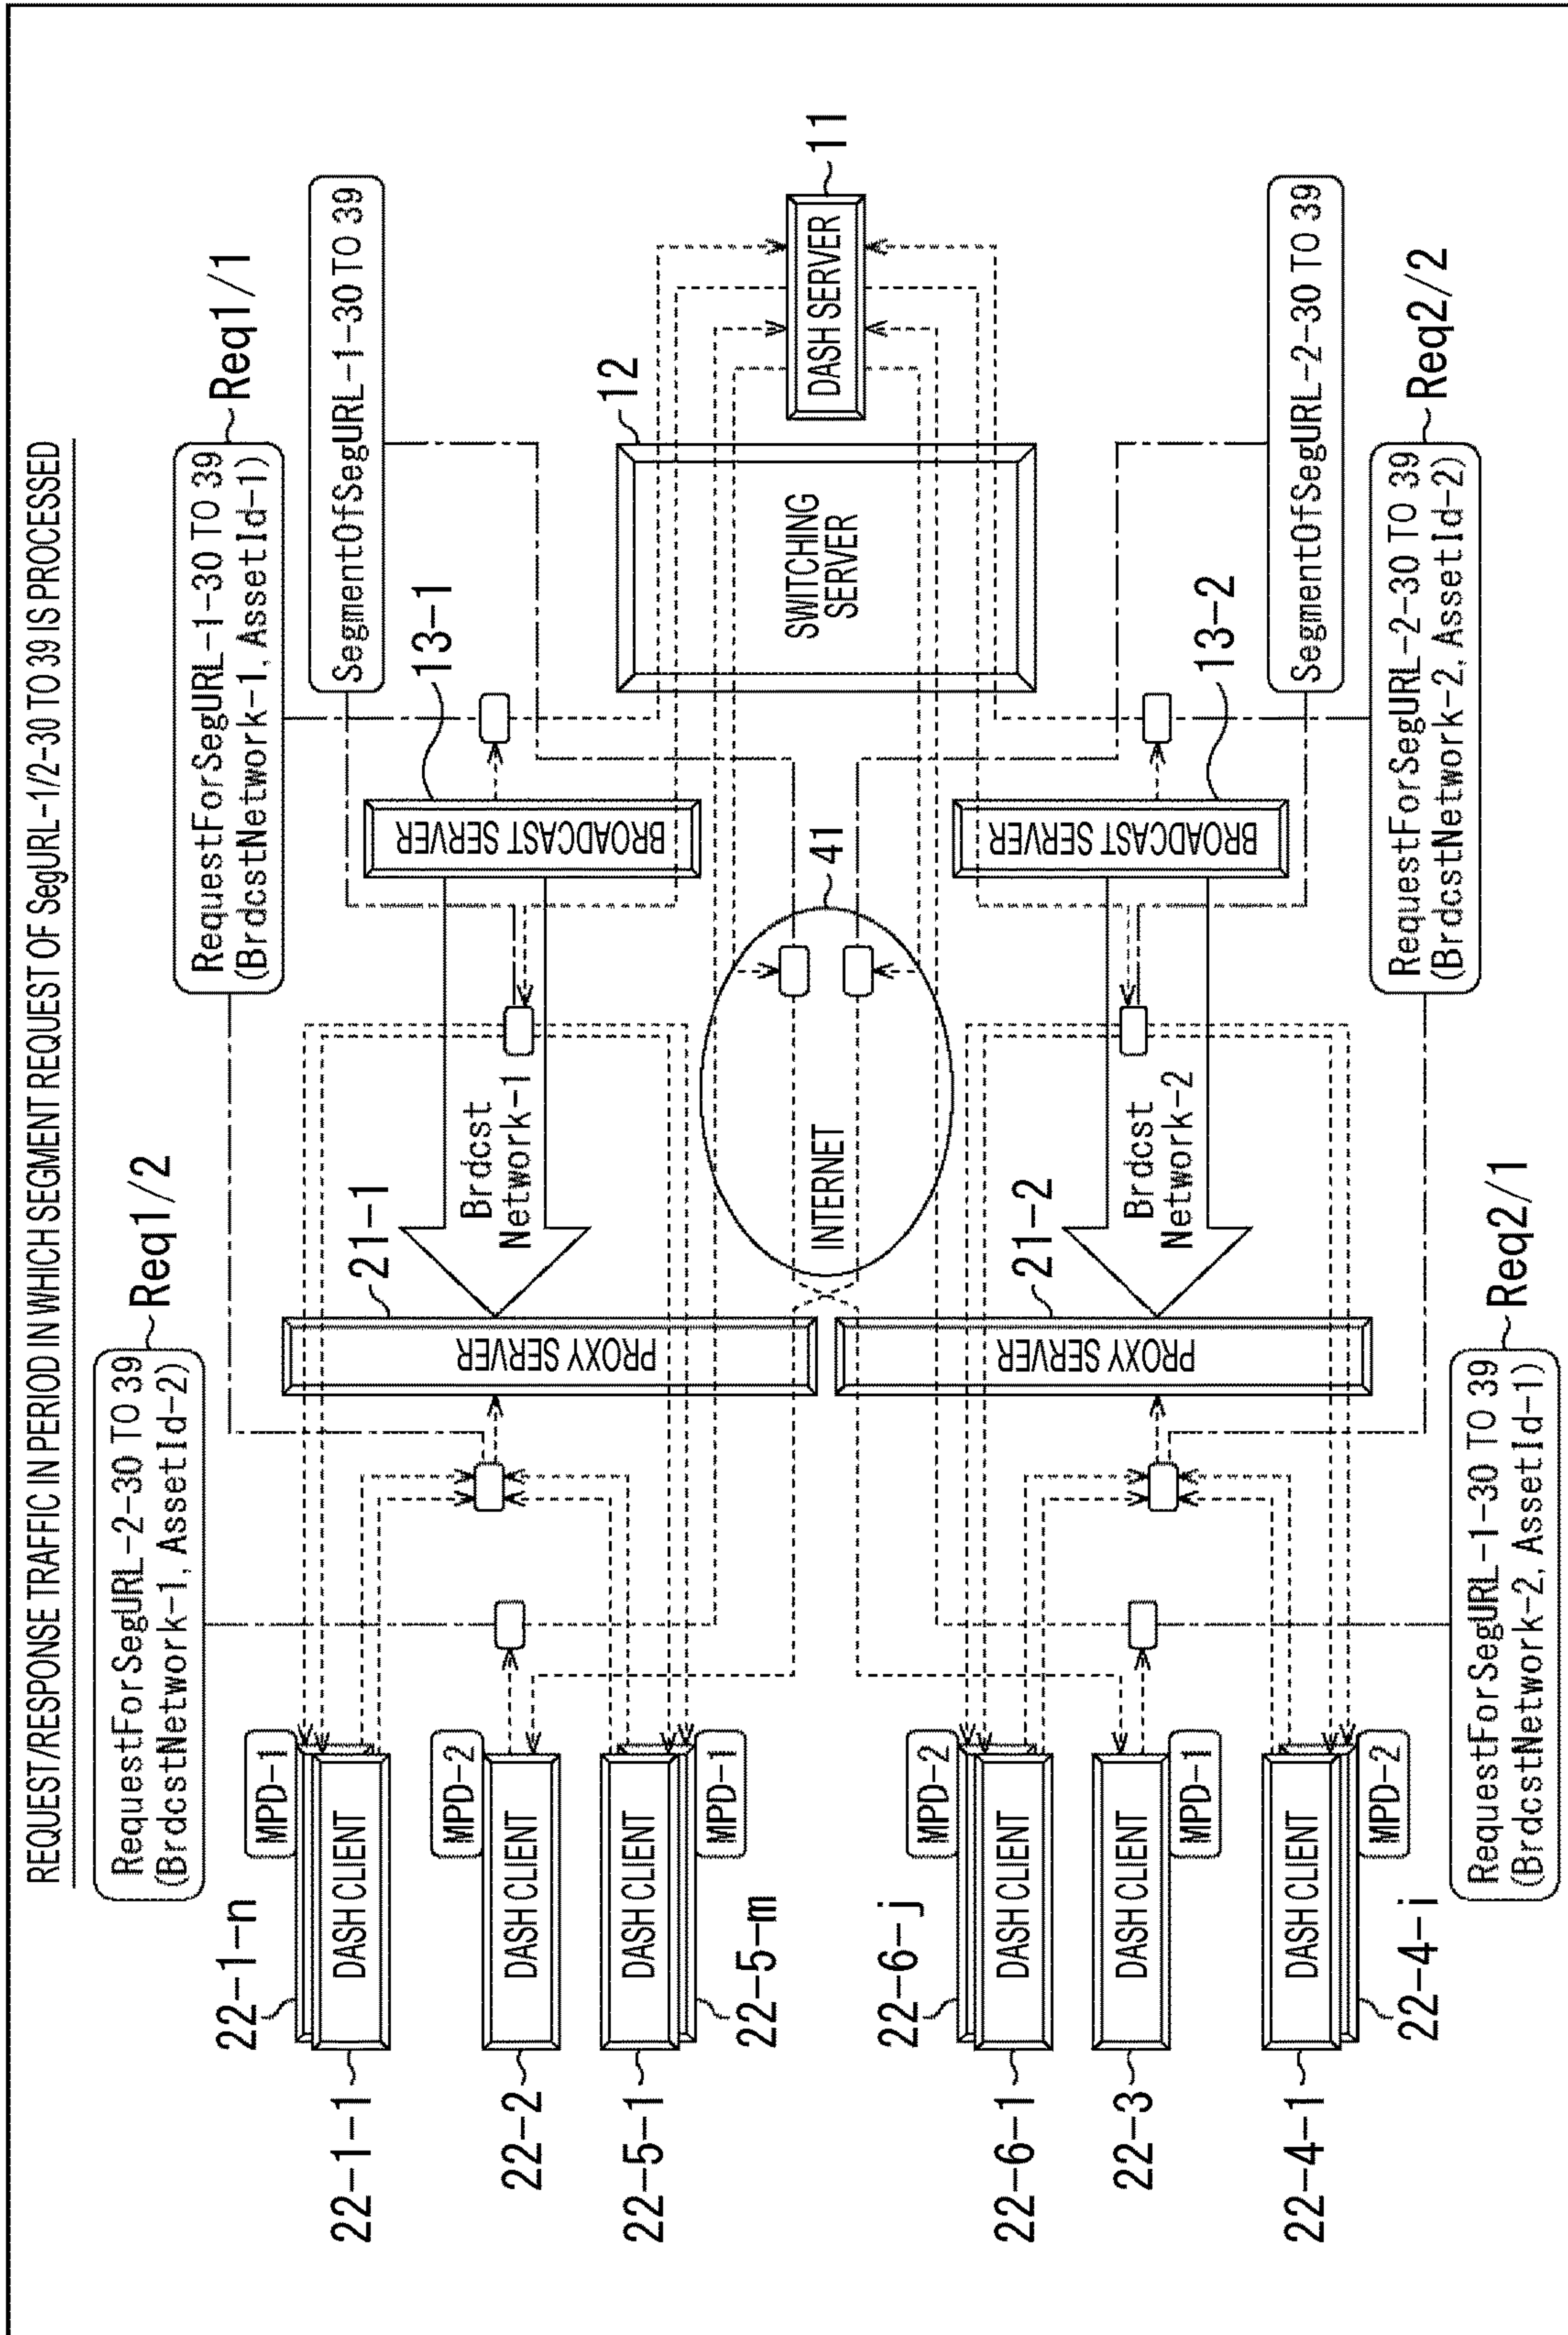 REQUEST/RESPONSE TRAFFIC IN PERIOD IN WHICH SEGMENT REQUEST OF SegURL-1/2-30 TO 39 IS PROCESSED
RequestForSegURL-2-30 TO 39
(BrdcstNetwork-1, AssetId-2)
Req1/2
RequestForSegURL-1-30 TO 39
(BrdcstNetwork-1, AssetId-1)
Req1/1
SegmentOfSegURL-1-30 TO 39
22-1-n
MPD-1
DASH CLIENT
22-1-1
MPD-2
DASH CLIENT
22-2
DASH CLIENT
22-5-1
MPD-1
22-5-m
21-1
PROXY SERVER
Brdcst
Network-1
13-1
BROADCAST SERVER
12
SWITCHING
SERVER
DASH SERVER
11
INTERNET
41
22-6-j
MPD-2
DASH CLIENT
22-6-1
DASH CLIENT
22-3
MPD-1
DASH CLIENT
22-4-1
MPD-2
22-4-i
21-2
PROXY SERVER
Brdcst
Network-2
BROADCAST SERVER
13-2
SegmentOfSegURL-2-30 TO 39
RequestForSegURL-2-30 TO 39
(BrdcstNetwork-2, AssetId-2)
Req2/2
RequestForSegURL-1-30 TO 39
(BrdcstNetwork-2, AssetId-1)
Req2/1